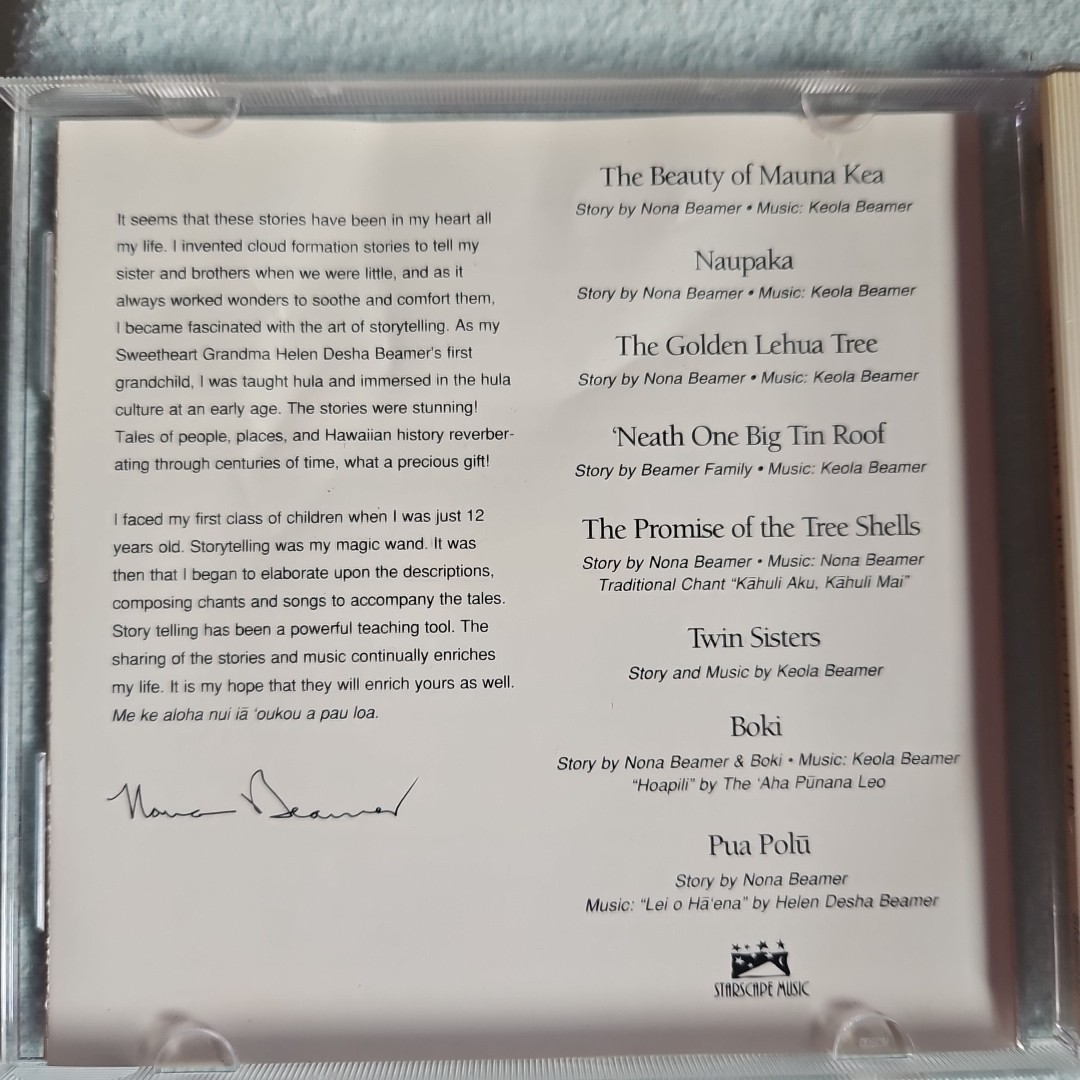 It seems that these stories have been in my heart all
my life. I invented cloud formation stories to tell my
sister and brothers when we were little, and as it
always worked wonders to soothe and comfort them,
I became fascinated with the art of storytelling. As my
Sweetheart Grandma Helen Desha Beamer's first
grandchild, I was taught hula and immersed in the hula
culture at an early age. The stories were stunning!
Tales of people, places, and Hawaiian history reverber-
ating through centuries of time, what a precious gift!
I faced my first class of children when I was just 12
years old. Storytelling was my magic wand. It was
then that I began to elaborate upon the descriptions,
composing chants and songs to accompany the tales.
Story telling has been a powerful teaching tool. The
sharing of the stories and music continually enriches
my life. It is my hope that they will enrich yours as well.
Me ke aloha nui iā ʻoukou a pau loa.
Nona Beamer
The Beauty of Mauna Kea
Story by Nona Beamer • Music: Keola Beamer
Naupaka
Story by Nona Beamer • Music: Keola Beamer
The Golden Lehua Tree
Story by Nona Beamer • Music: Keola Beamer
‘Neath One Big Tin Roof
Story by Beamer Family • Music: Keola Beamer
The Promise of the Tree Shells
Story by Nona Beamer • Music: Nona Beamer
Traditional Chant “Kāhuli Aku, Kāhuli Mai”
Twin Sisters
Story and Music by Keola Beamer
Boki
Story by Nona Beamer & Boki • Music: Keola Beamer
“Hoapili” by The ʻAha Pūnana Leo
Pua Polū
Story by Nona Beamer
Music: “Lei o Hāʻena” by Helen Desha Beamer
STARSCAPE MUSIC